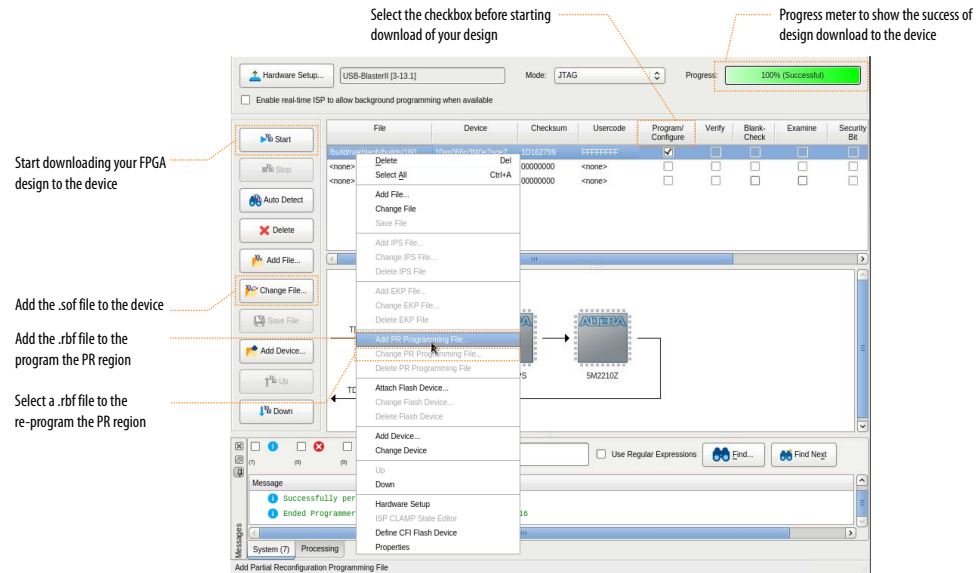 Select the checkbox before starting
download of your design
Progress meter to show the success of
design download to the device
Hardware Setup...
USB-BlasterII [3-13.1]
Mode:
JTAG
Progress:
100% (Successful)
Enable real-time ISP to allow background programming when available
File
Device
Checksum
Usercode
Program/
Configure
Verify
Blank-
Check
Examine
Security
Bit
1D162799
FFFFFFFF
<none>
00000000
<none>
<none>
00000000
<none>
Start downloading your FPGA
design to the device
Add the .sof file to the device
Add the .rbf file to the
program the PR region
Select a .rbf file to the
re-program the PR region
Start
Stop
Auto Detect
Delete
Add File...
Change File...
Save File
Add Device...
Up
Down
Delete Del
Select All Ctrl+A
Add File...
Change File
Save File
Add IPS File...
Change IPS File...
Delete IPS File
Add EKP File...
Change EKP File...
Delete EKP File
Add PR Programming File...
Change PR Programming File...
Delete PR Programming File
Attach Flash Device...
Change Flash Device...
Delete Flash Device
Add Device...
Change Device
Up
Down
Hardware Setup
ISP CLAMP State Editor
Define CFI Flash Device
Properties
ALTERA
5M2210Z
(7)
(0)
(0)
Use Regular Expressions
Find...
Find Next
Message
Successfully per
Ended Programmer
16
Messages
System (7)
Processing
Add Partial Reconfiguration Programming File